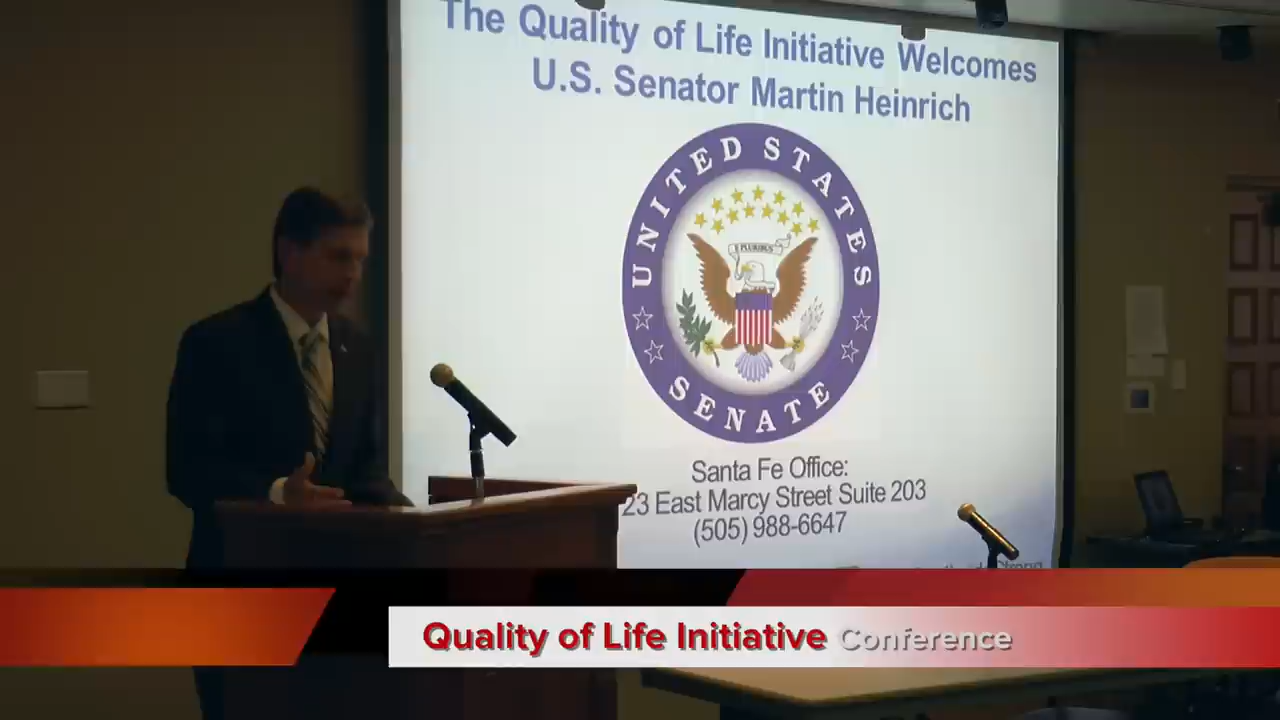 The Quality of Life Initiative Welcomes
U.S. Senator Martin Heinrich
UNITED STATES
E PLURIBUS
SENATE
Santa Fe Office:
23 East Marcy Street Suite 203
(505) 988-6647
Strong
Quality of Life Initiative Conference